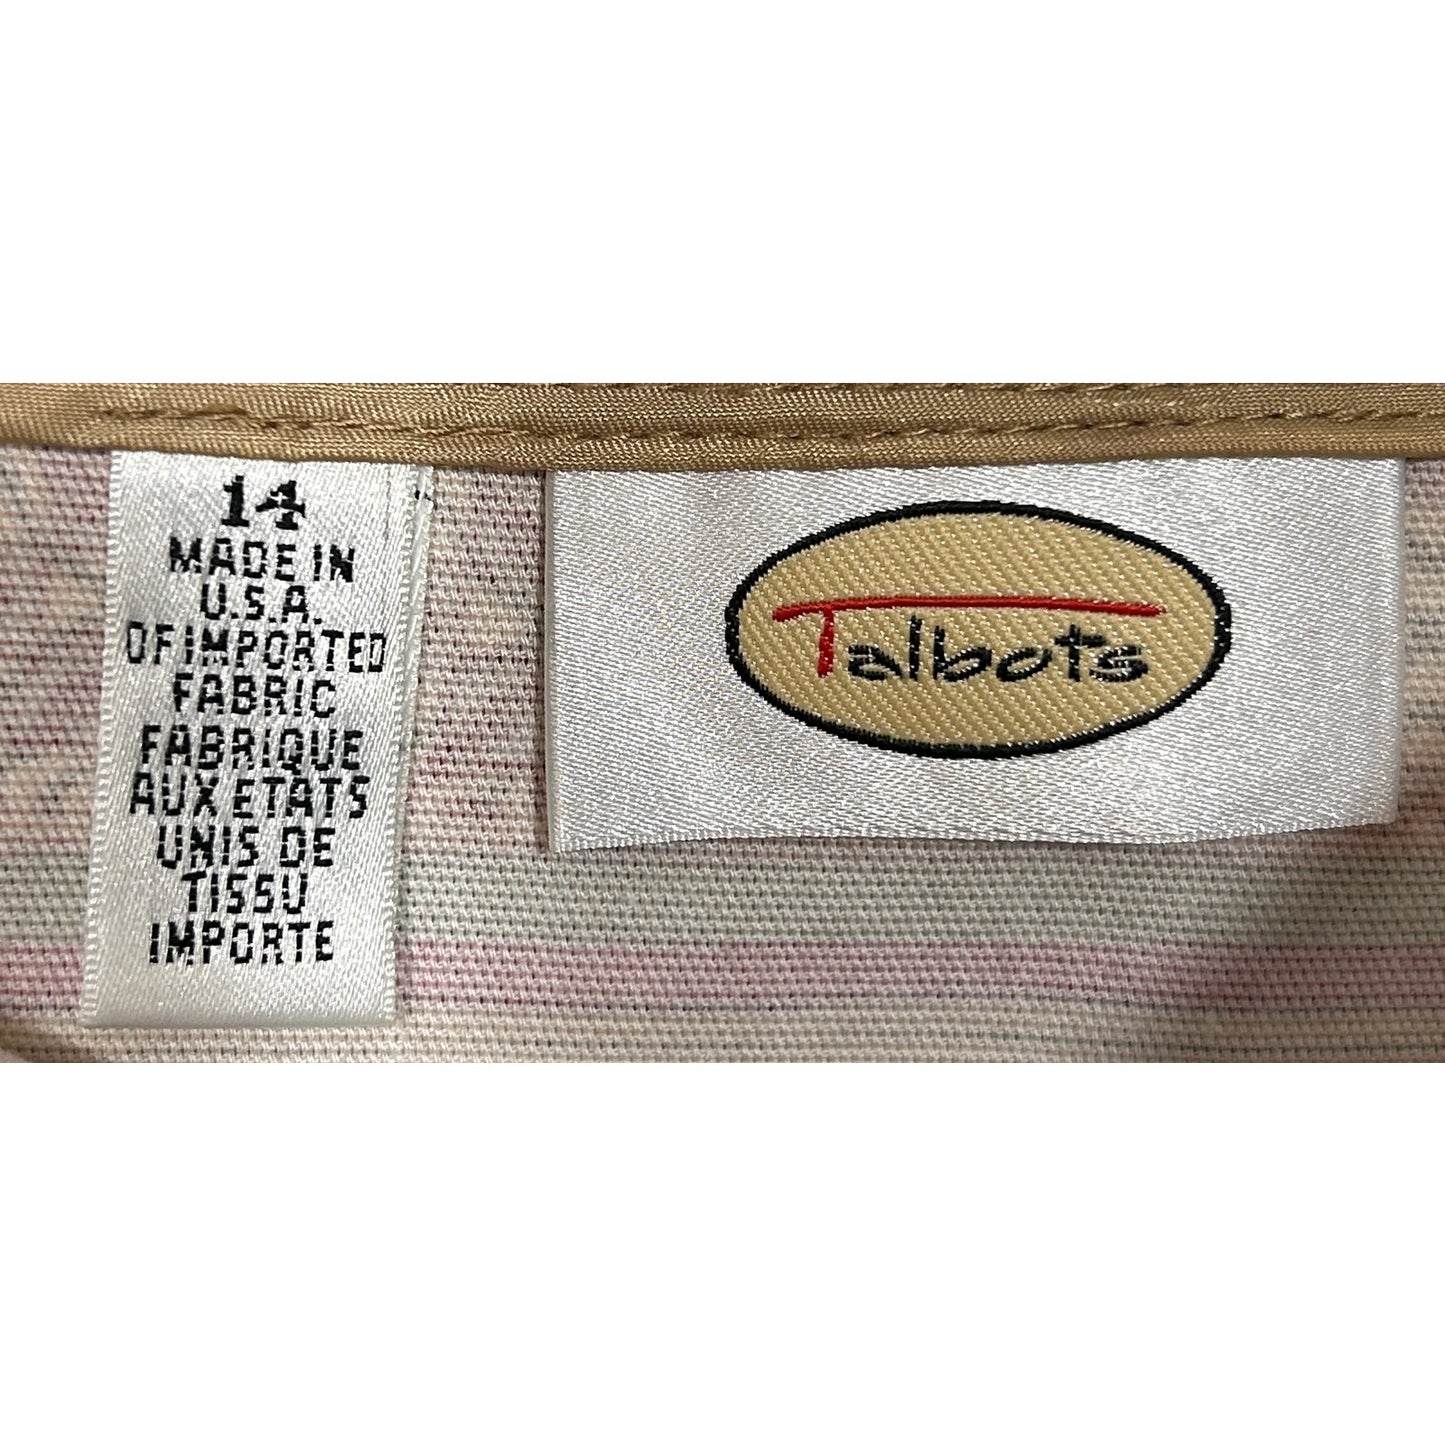 14
MADE IN
U.S.A.
OF IMPORTED
FABRIC
FABRIQUE
AUX ETATS
UNIS DE
TISSU
IMPORTE
Talbots